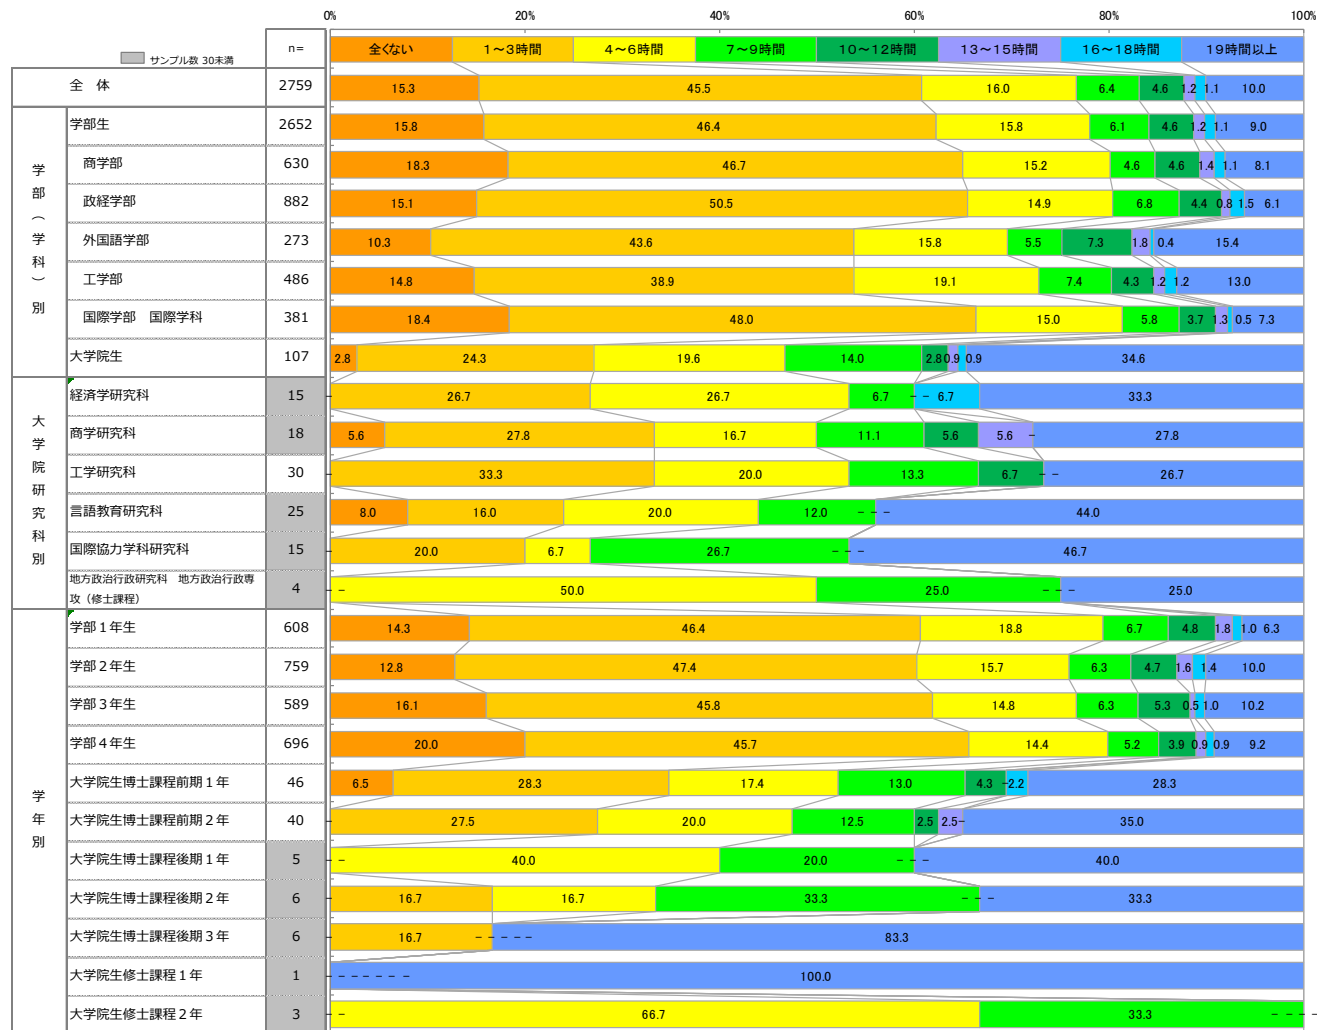 0% 20% 40% 60% 80% 100%
サンプル数 30未満 n= 全くない 1～3時間 4～6時間 7～9時間 10～12時間 13～15時間 16～18時間 19時間以上
全 体 2759 15.3 45.5 16.0 6.4 4.6 1.2 1.1 10.0
学部（学科）別
学部生 2652 15.8 46.4 15.8 6.1 4.6 1.2 1.1 9.0
商学部 630 18.3 46.7 15.2 4.6 4.6 1.4 1.1 8.1
政経学部 882 15.1 50.5 14.9 6.8 4.4 0.8 1.5 6.1
外国語学部 273 10.3 43.6 15.8 5.5 7.3 1.8 0.4 15.4
工学部 486 14.8 38.9 19.1 7.4 4.3 1.2 1.2 13.0
国際学部 国際学科 381 18.4 48.0 15.0 5.8 3.7 1.3 0.5 7.3
大学院生 107 2.8 24.3 19.6 14.0 2.8 0.9 0.9 34.6
大学院研究科別
経済学研究科 15 - 26.7 26.7 6.7 - - 6.7 33.3
商学研究科 18 5.6 27.8 16.7 11.1 5.6 5.6 - 27.8
工学研究科 30 - 33.3 20.0 13.3 6.7 - - 26.7
言語教育研究科 25 8.0 16.0 20.0 12.0 - - - 44.0
国際協力学科研究科 15 - 20.0 6.7 26.7 - - - 46.7
地方政治行政研究科 地方政治行政専
攻（修士課程） 4 - - 50.0 25.0 - - - 25.0
学年別
学部１年生 608 14.3 46.4 18.8 6.7 4.8 1.8 1.0 6.3
学部２年生 759 12.8 47.4 15.7 6.3 4.7 1.6 1.4 10.0
学部３年生 589 16.1 45.8 14.8 6.3 5.3 0.5 1.0 10.2
学部４年生 696 20.0 45.7 14.4 5.2 3.9 0.9 0.9 9.2
大学院生博士課程前期１年 46 6.5 28.3 17.4 13.0 4.3 - 2.2 28.3
大学院生博士課程前期２年 40 - 27.5 20.0 12.5 2.5 2.5 - 35.0
大学院生博士課程後期１年 5 - - 40.0 20.0 - - - 40.0
大学院生博士課程後期２年 6 - 16.7 16.7 33.3 - - - 33.3
大学院生博士課程後期３年 6 - 16.7 - - - - - 83.3
大学院生修士課程１年 1 - - - - - - - 100.0
大学院生修士課程２年 3 - - 66.7 33.3 - - - -